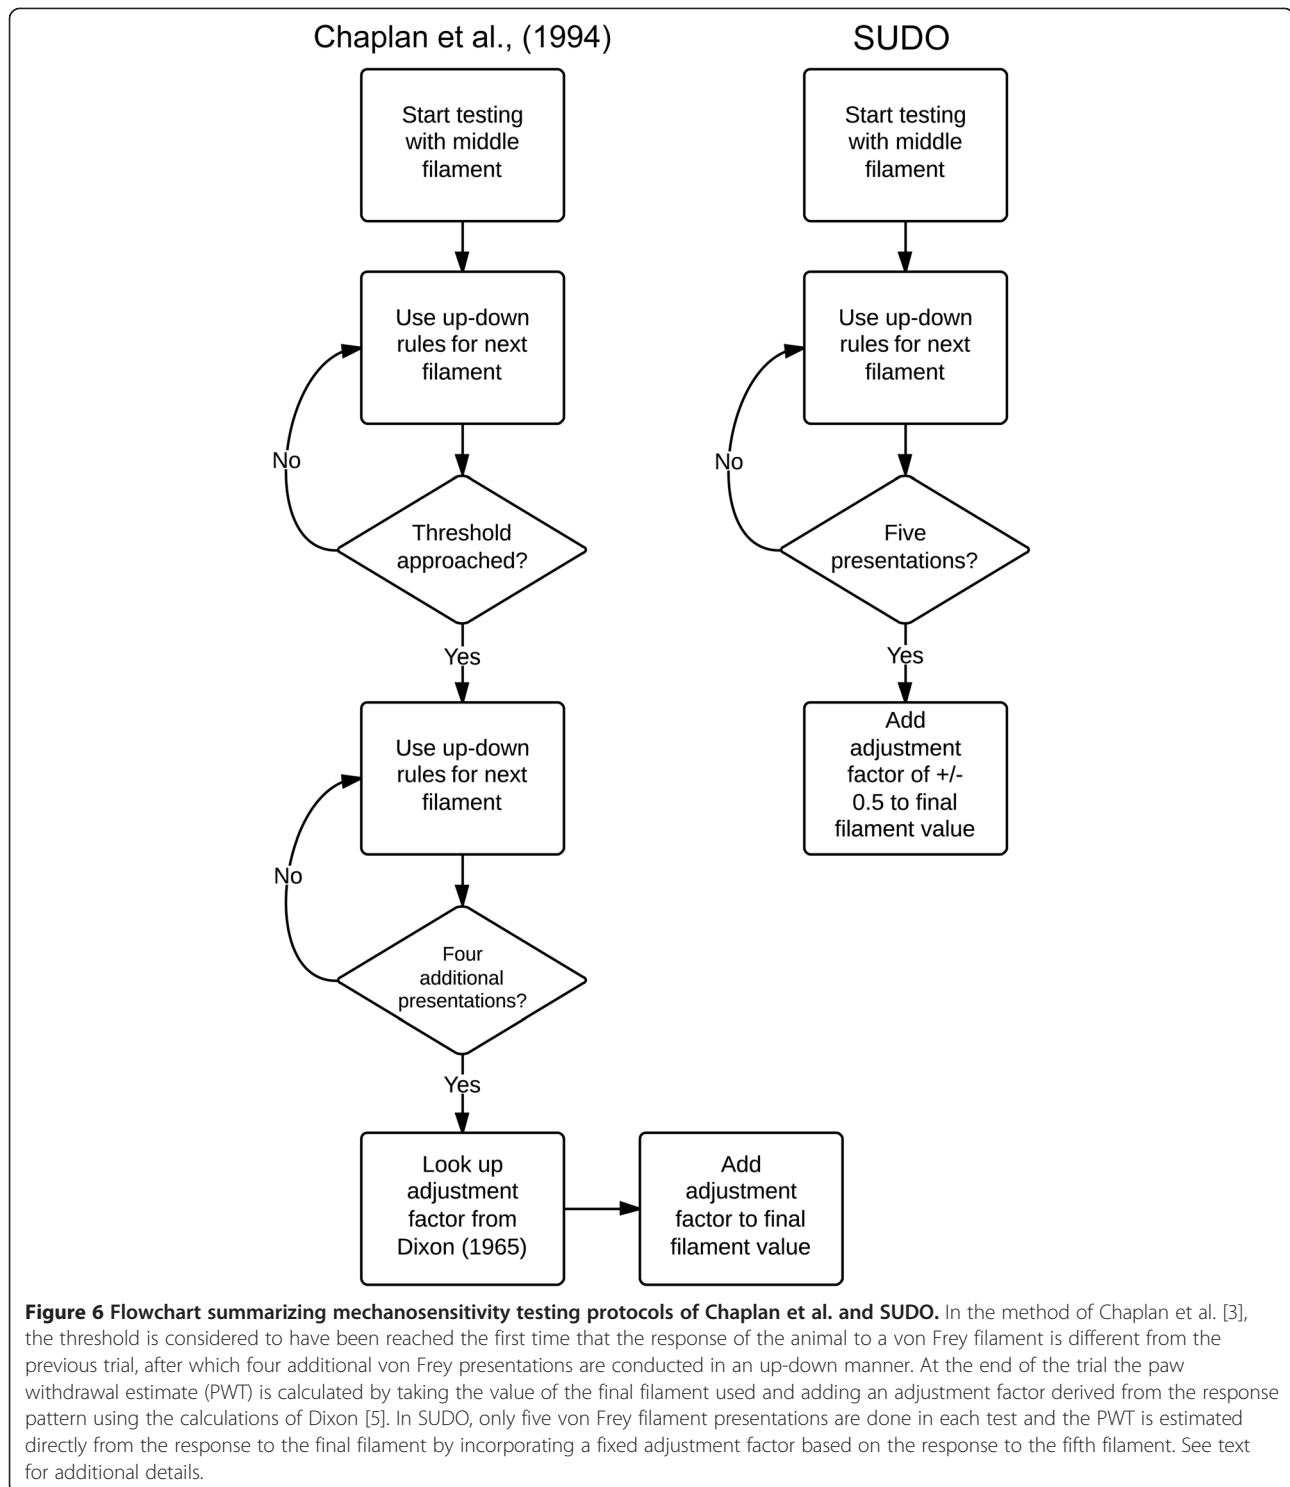 Chaplan et al., (1994)
Start testing
with middle
filament
Use up-down
rules for next
filament
No
Threshold
approached?
Yes
Use up-down
rules for next
filament
No
Four
additional
presentations?
Yes
Look up
adjustment
factor from
Dixon (1965)
Add
adjustment
factor to final
filament value
SUDO
Start testing
with middle
filament
Use up-down
rules for next
filament
No
Five
presentations?
Yes
Add
adjustment
factor of +/-
0.5 to final
filament value
Figure 6 Flowchart summarizing mechanosensitivity testing protocols of Chaplan et al. and SUDO. In the method of Chaplan et al. [3],
the threshold is considered to have been reached the first time that the response of the animal to a von Frey filament is different from the
previous trial, after which four additional von Frey presentations are conducted in an up-down manner. At the end of the trial the paw
withdrawal estimate (PWT) is calculated by taking the value of the final filament used and adding an adjustment factor derived from the response
pattern using the calculations of Dixon [5]. In SUDO, only five von Frey filament presentations are done in each test and the PWT is estimated
directly from the response to the final filament by incorporating a fixed adjustment factor based on the response to the fifth filament. See text
for additional details.